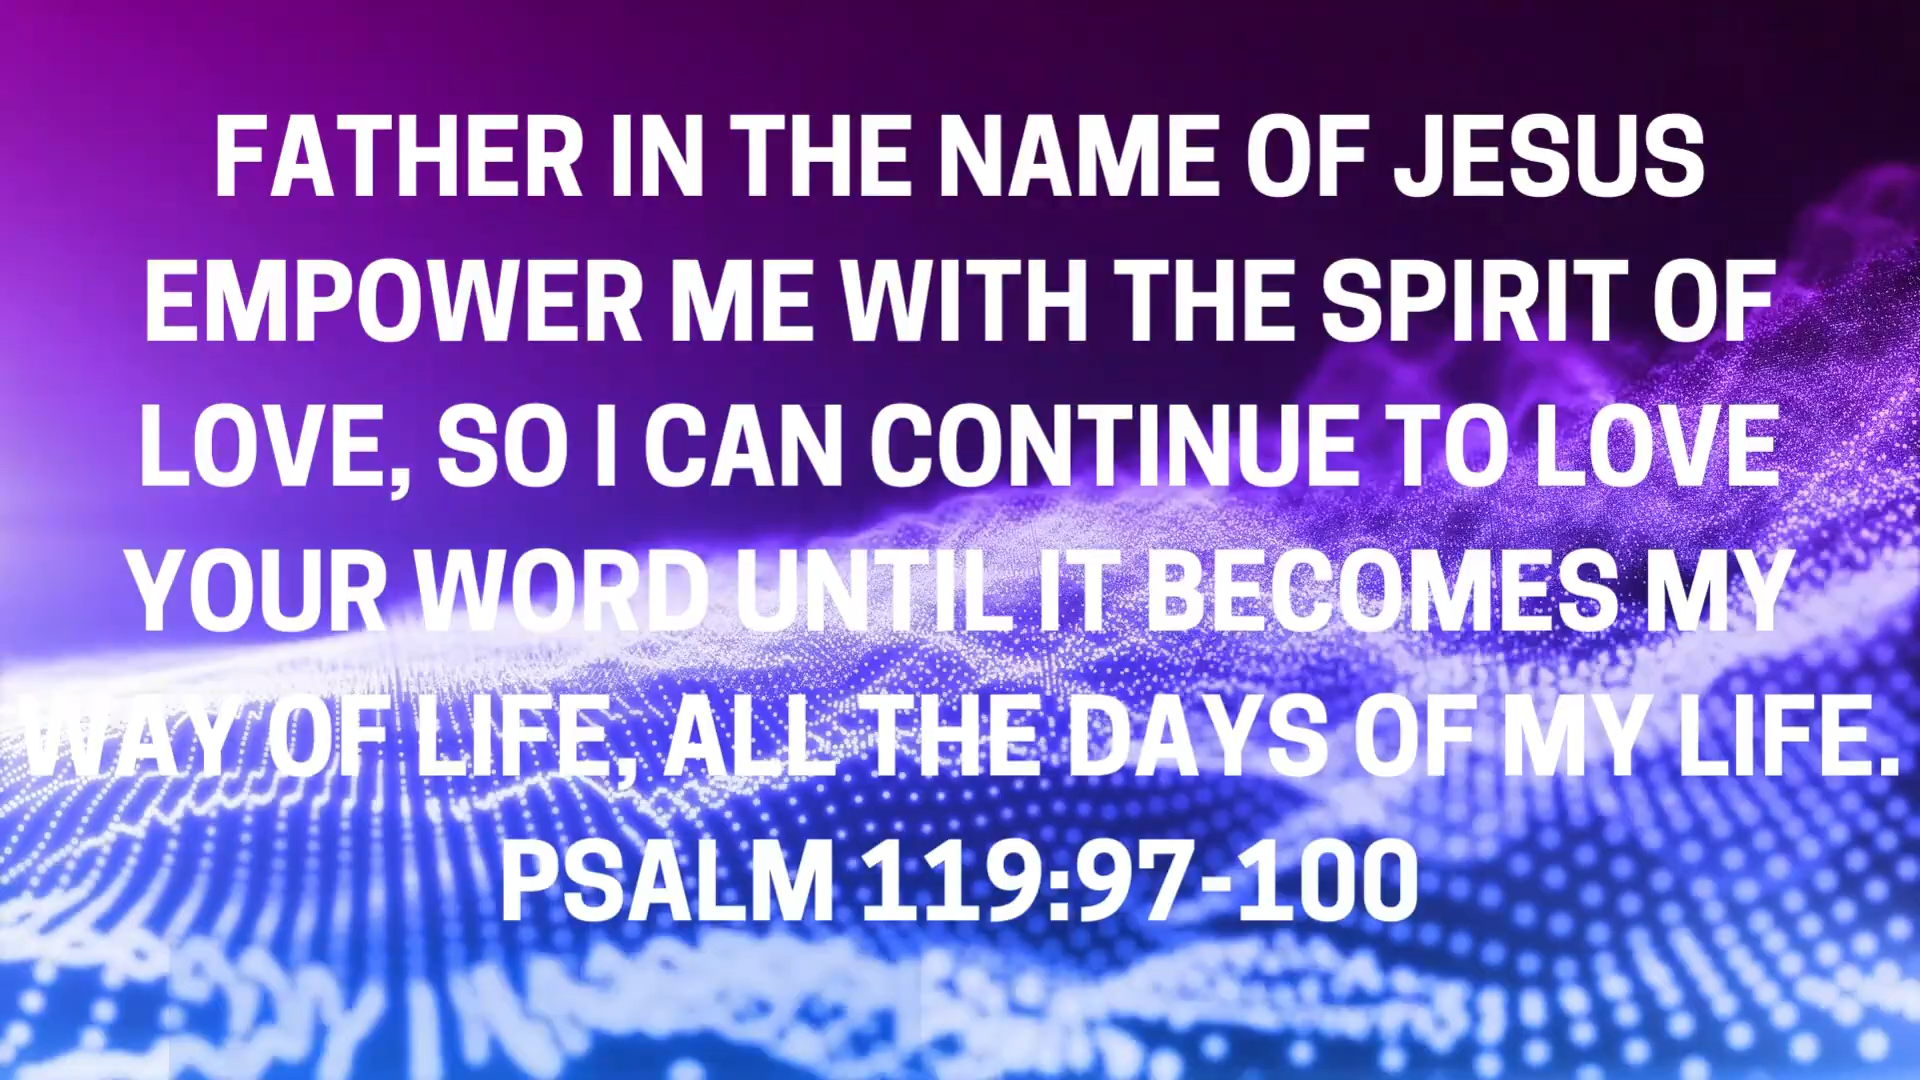 FATHER IN THE NAME OF JESUS
EMPOWER ME WITH THE SPIRIT OF
LOVE, SO I CAN CONTINUE TO LOVE
YOUR WORD UNTIL IT BECOMES MY
WAY OF LIFE, ALL THE DAYS OF MY LIFE.
PSALM 119:97-100